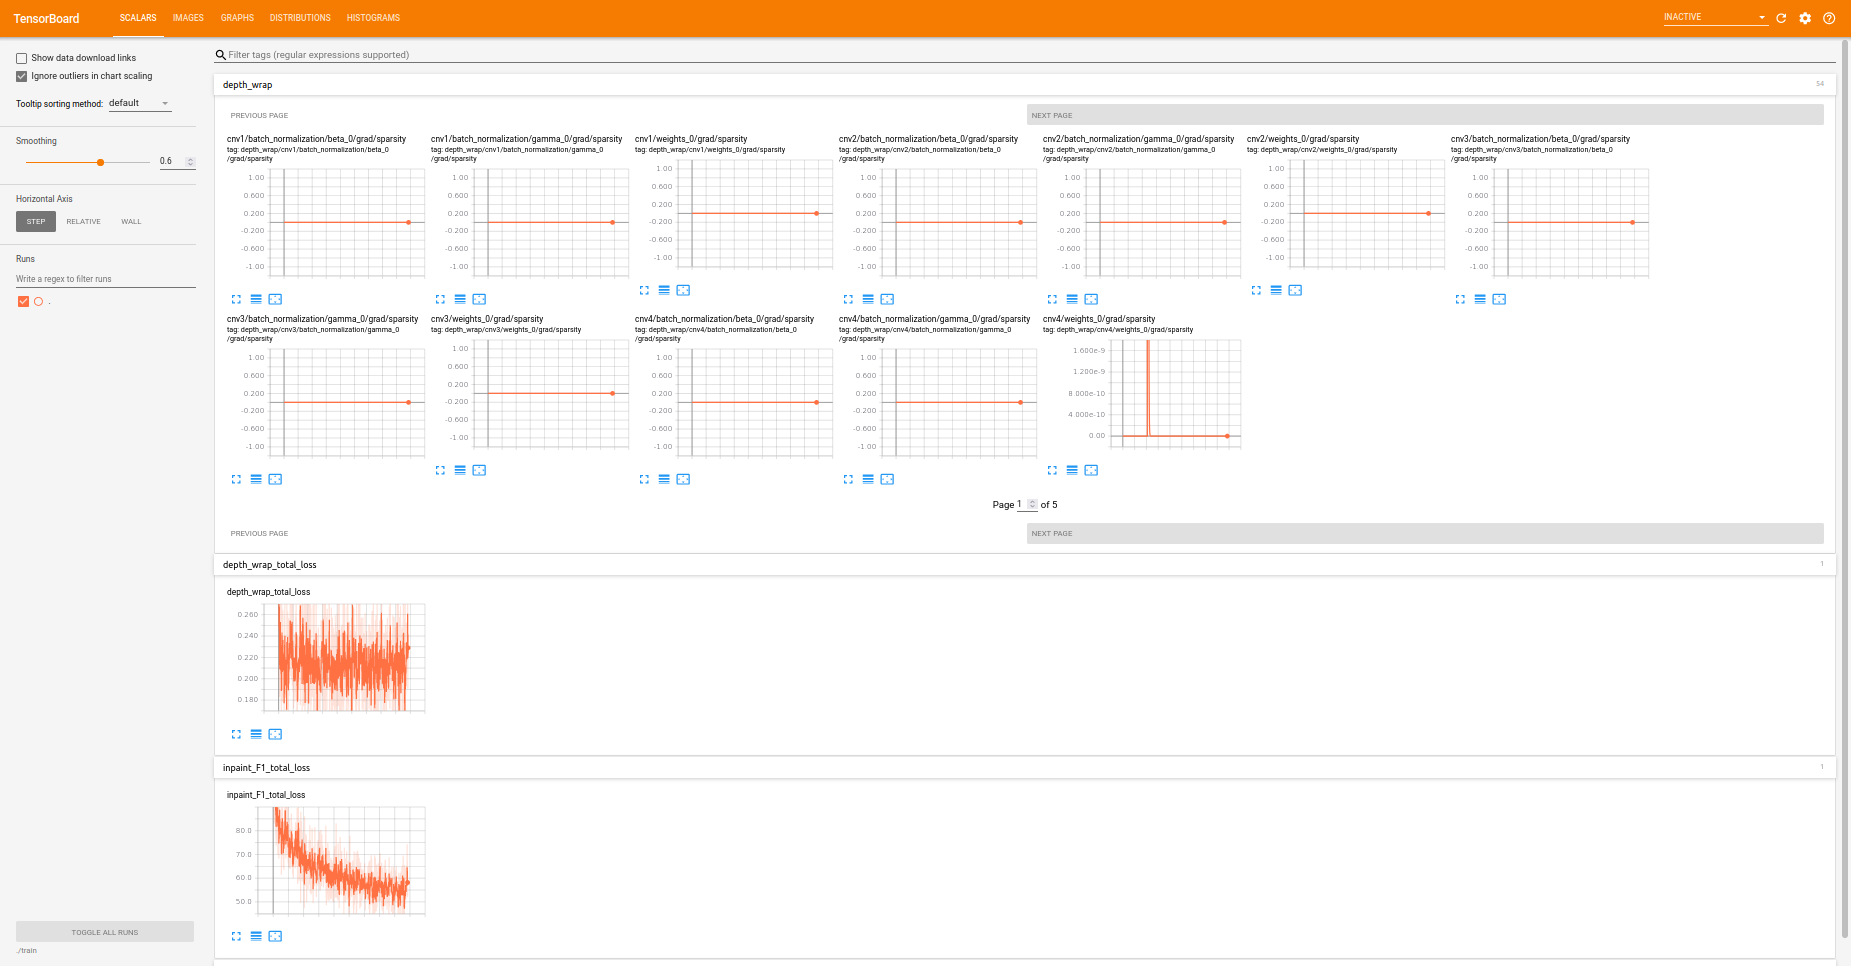 TensorBoard
SCALARS IMAGES GRAPHS DISTRIBUTIONS HISTOGRAMS
INACTIVE
Show data download links
Ignore outliers in chart scaling
Tooltip sorting method: default
Smoothing
0.6
Horizontal Axis
STEP RELATIVE WALL
Runs
Write a regex to filter runs
.
TOGGLE ALL RUNS
./train
Filter tags (regular expressions supported)
depth_wrap 54
PREVIOUS PAGE NEXT PAGE
cnv1/batch_normalization/beta_0/grad/sparsity
tag: depth_wrap/cnv1/batch_normalization/beta_0
/grad/sparsity
1.00
0.600
0.200
-0.200
-0.600
-1.00
cnv1/batch_normalization/gamma_0/grad/sparsity
tag: depth_wrap/cnv1/batch_normalization/gamma_0
/grad/sparsity
1.00
0.600
0.200
-0.200
-0.600
-1.00
cnv1/weights_0/grad/sparsity
tag: depth_wrap/cnv1/weights_0/grad/sparsity
1.00
0.600
0.200
-0.200
-0.600
-1.00
cnv2/batch_normalization/beta_0/grad/sparsity
tag: depth_wrap/cnv2/batch_normalization/beta_0
/grad/sparsity
1.00
0.600
0.200
-0.200
-0.600
-1.00
cnv2/batch_normalization/gamma_0/grad/sparsity
tag: depth_wrap/cnv2/batch_normalization/gamma_0
/grad/sparsity
1.00
0.600
0.200
-0.200
-0.600
-1.00
cnv2/weights_0/grad/sparsity
tag: depth_wrap/cnv2/weights_0/grad/sparsity
1.00
0.600
0.200
-0.200
-0.600
-1.00
cnv3/batch_normalization/beta_0/grad/sparsity
tag: depth_wrap/cnv3/batch_normalization/beta_0
/grad/sparsity
1.00
0.600
0.200
-0.200
-0.600
-1.00
cnv3/batch_normalization/gamma_0/grad/sparsity
tag: depth_wrap/cnv3/batch_normalization/gamma_0
/grad/sparsity
1.00
0.600
0.200
-0.200
-0.600
-1.00
cnv3/weights_0/grad/sparsity
tag: depth_wrap/cnv3/weights_0/grad/sparsity
1.00
0.600
0.200
-0.200
-0.600
-1.00
cnv4/batch_normalization/beta_0/grad/sparsity
tag: depth_wrap/cnv4/batch_normalization/beta_0
/grad/sparsity
1.00
0.600
0.200
-0.200
-0.600
-1.00
cnv4/batch_normalization/gamma_0/grad/sparsity
tag: depth_wrap/cnv4/batch_normalization/gamma_0
/grad/sparsity
1.00
0.600
0.200
-0.200
-0.600
-1.00
cnv4/weights_0/grad/sparsity
tag: depth_wrap/cnv4/weights_0/grad/sparsity
1.600e-9
1.200e-9
8.000e-10
4.000e-10
0.00
Page 1 of 5
PREVIOUS PAGE NEXT PAGE
depth_wrap_total_loss 1
depth_wrap_total_loss
0.260
0.240
0.220
0.200
0.180
inpaint_F1_total_loss 1
inpaint_F1_total_loss
80.0
70.0
60.0
50.0